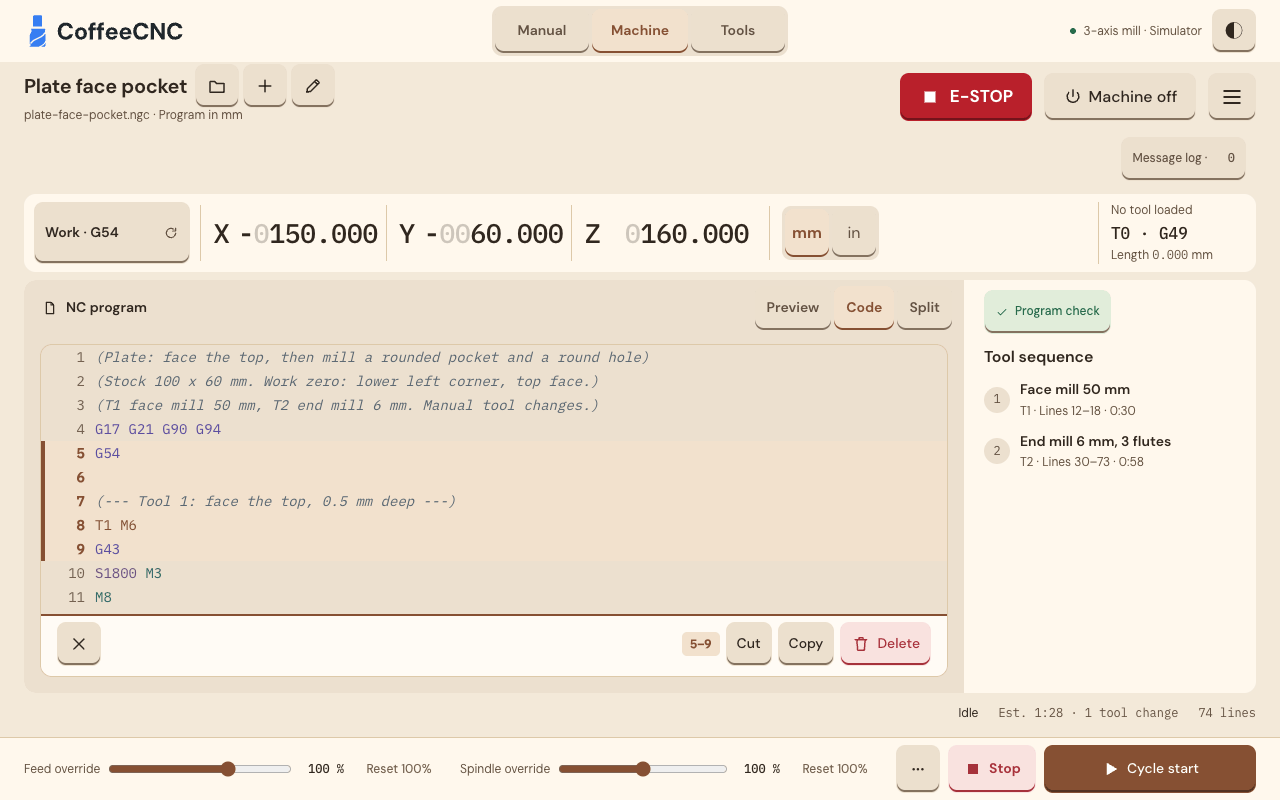 CoffeeCNC
Manual
Machine
Tools
3-axis mill · Simulator
Plate face pocket
plate-face-pocket.ngc · Program in mm
E-STOP
Machine off
Message log · 0
Work · G54
X -0150.000
Y -0060.000
Z 0160.000
mm
in
No tool loaded
T0 · G49
Length 0.000 mm
NC program
Preview
Code
Split
1 (Plate: face the top, then mill a rounded pocket and a round hole)
2 (Stock 100 x 60 mm. Work zero: lower left corner, top face.)
3 (T1 face mill 50 mm, T2 end mill 6 mm. Manual tool changes.)
4 G17 G21 G90 G94
5 G54
6
7 (--- Tool 1: face the top, 0.5 mm deep ---)
8 T1 M6
9 G43
10 S1800 M3
11 M8
5–9
Cut
Copy
Delete
Program check
Tool sequence
1 Face mill 50 mm
T1 · Lines 12–18 · 0:30
2 End mill 6 mm, 3 flutes
T2 · Lines 30–73 · 0:58
Idle
Est. 1:28 · 1 tool change
74 lines
Feed override
100 %
Reset 100%
Spindle override
100 %
Reset 100%
···
Stop
Cycle start